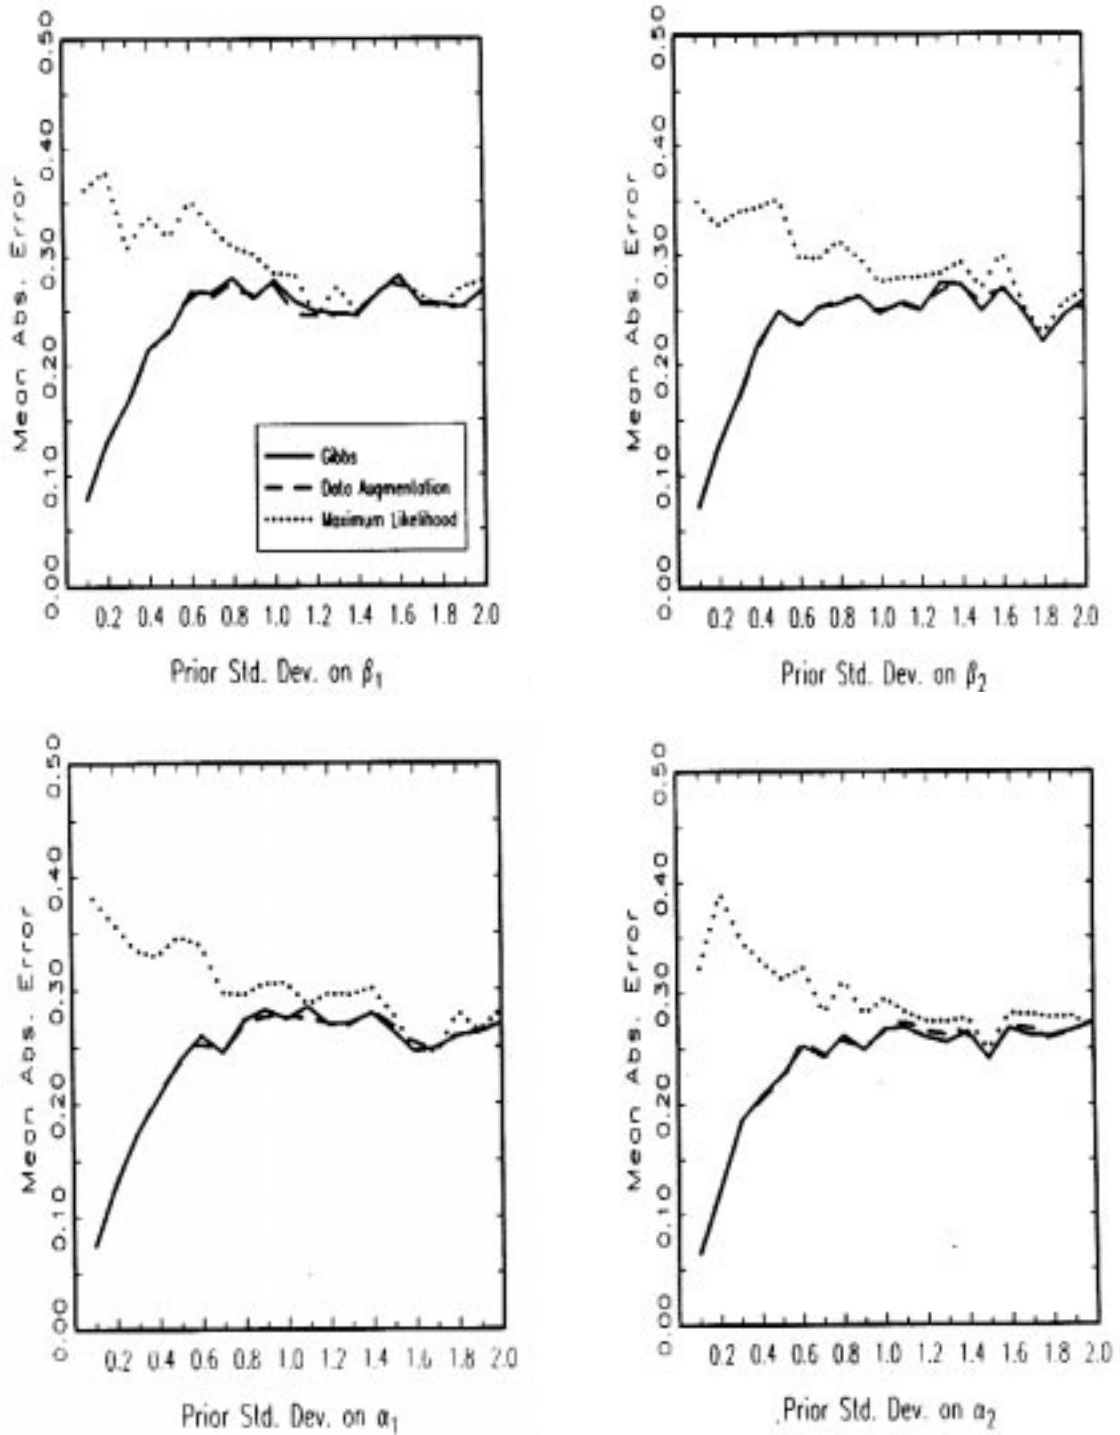 0.50
0.40
0.30
0.20
0.10
0.00
Mean Abs. Error
Gibbs
Data Augmentation
Maximum Likelihood
0.2 0.4 0.6 0.8 1.0 1.2 1.4 1.6 1.8 2.0
Prior Std. Dev. on β₁
0.50
0.40
0.30
0.20
0.10
0.00
Mean Abs. Error
0.2 0.4 0.6 0.8 1.0 1.2 1.4 1.6 1.8 2.0
Prior Std. Dev. on β₂
0.50
0.40
0.30
0.20
0.10
0.00
Mean Abs. Error
0.2 0.4 0.6 0.8 1.0 1.2 1.4 1.6 1.8 2.0
Prior Std. Dev. on α₁
0.50
0.40
0.30
0.20
0.10
0.00
Mean Abs. Error
0.2 0.4 0.6 0.8 1.0 1.2 1.4 1.6 1.8 2.0
Prior Std. Dev. on α₂